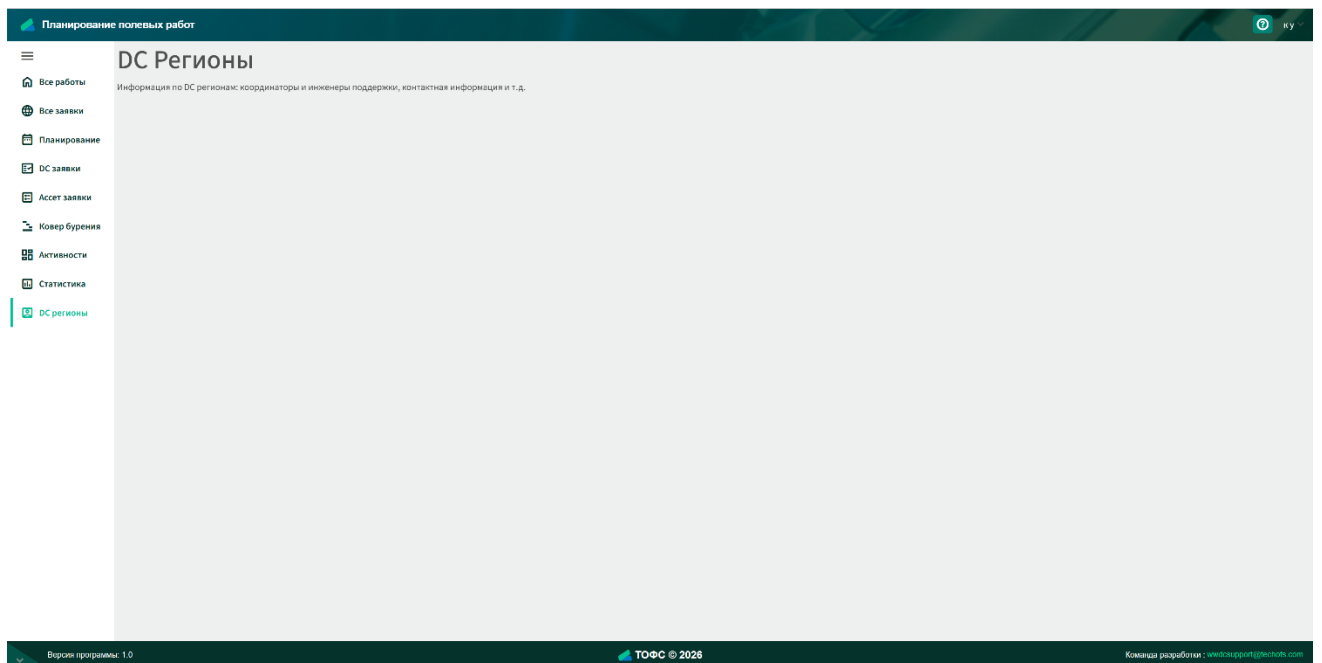 Планирование полевых работ
ку
DC Регионы
Информация по DC регионам: координаторы и инженеры поддержки, контактная информация и т.д.
Все работы
Все заявки
Планирование
DC заявки
Ассет заявки
Ковер бурения
Активности
Статистика
DC регионы
Версия программы: 1.0
ТОФС © 2026
Команда разработки : wwdcsupport@techofs.com